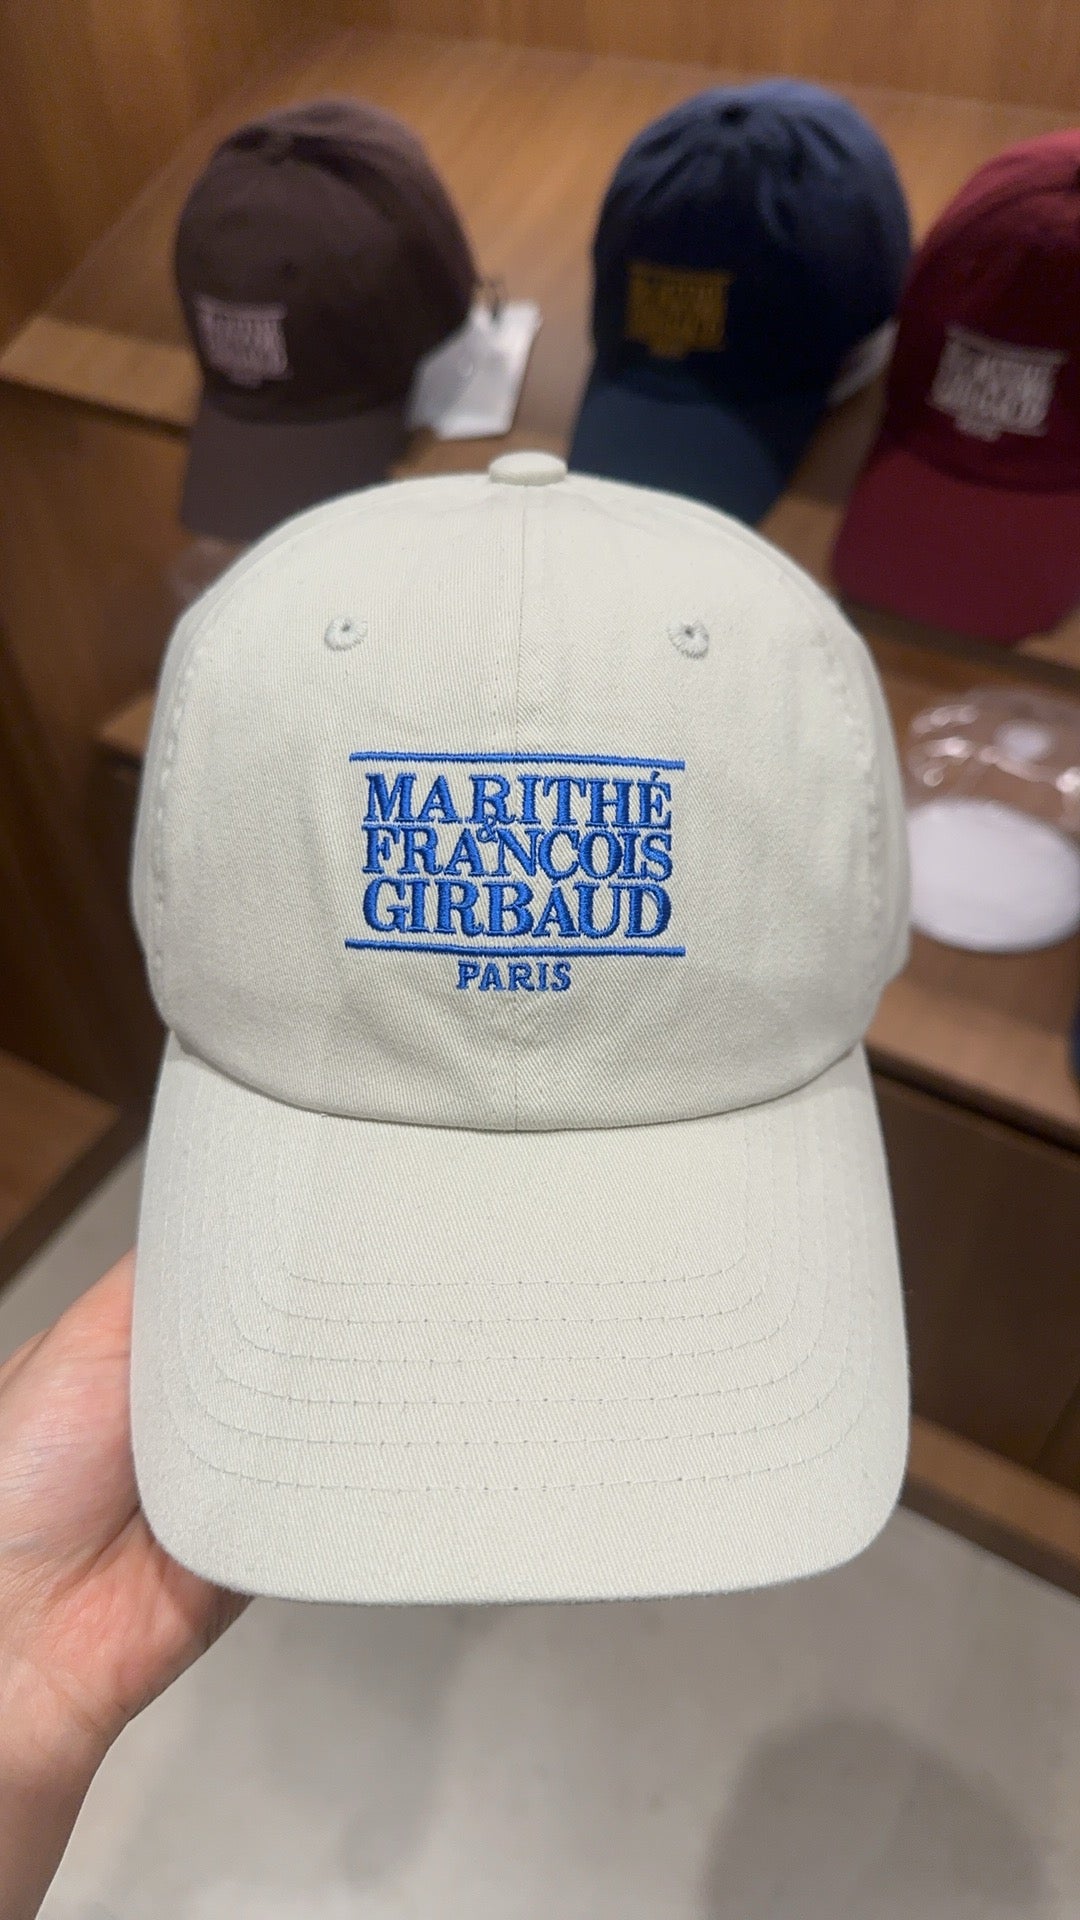 MARITHÉ
&
FRANÇOIS
GIRBAUD
PARIS